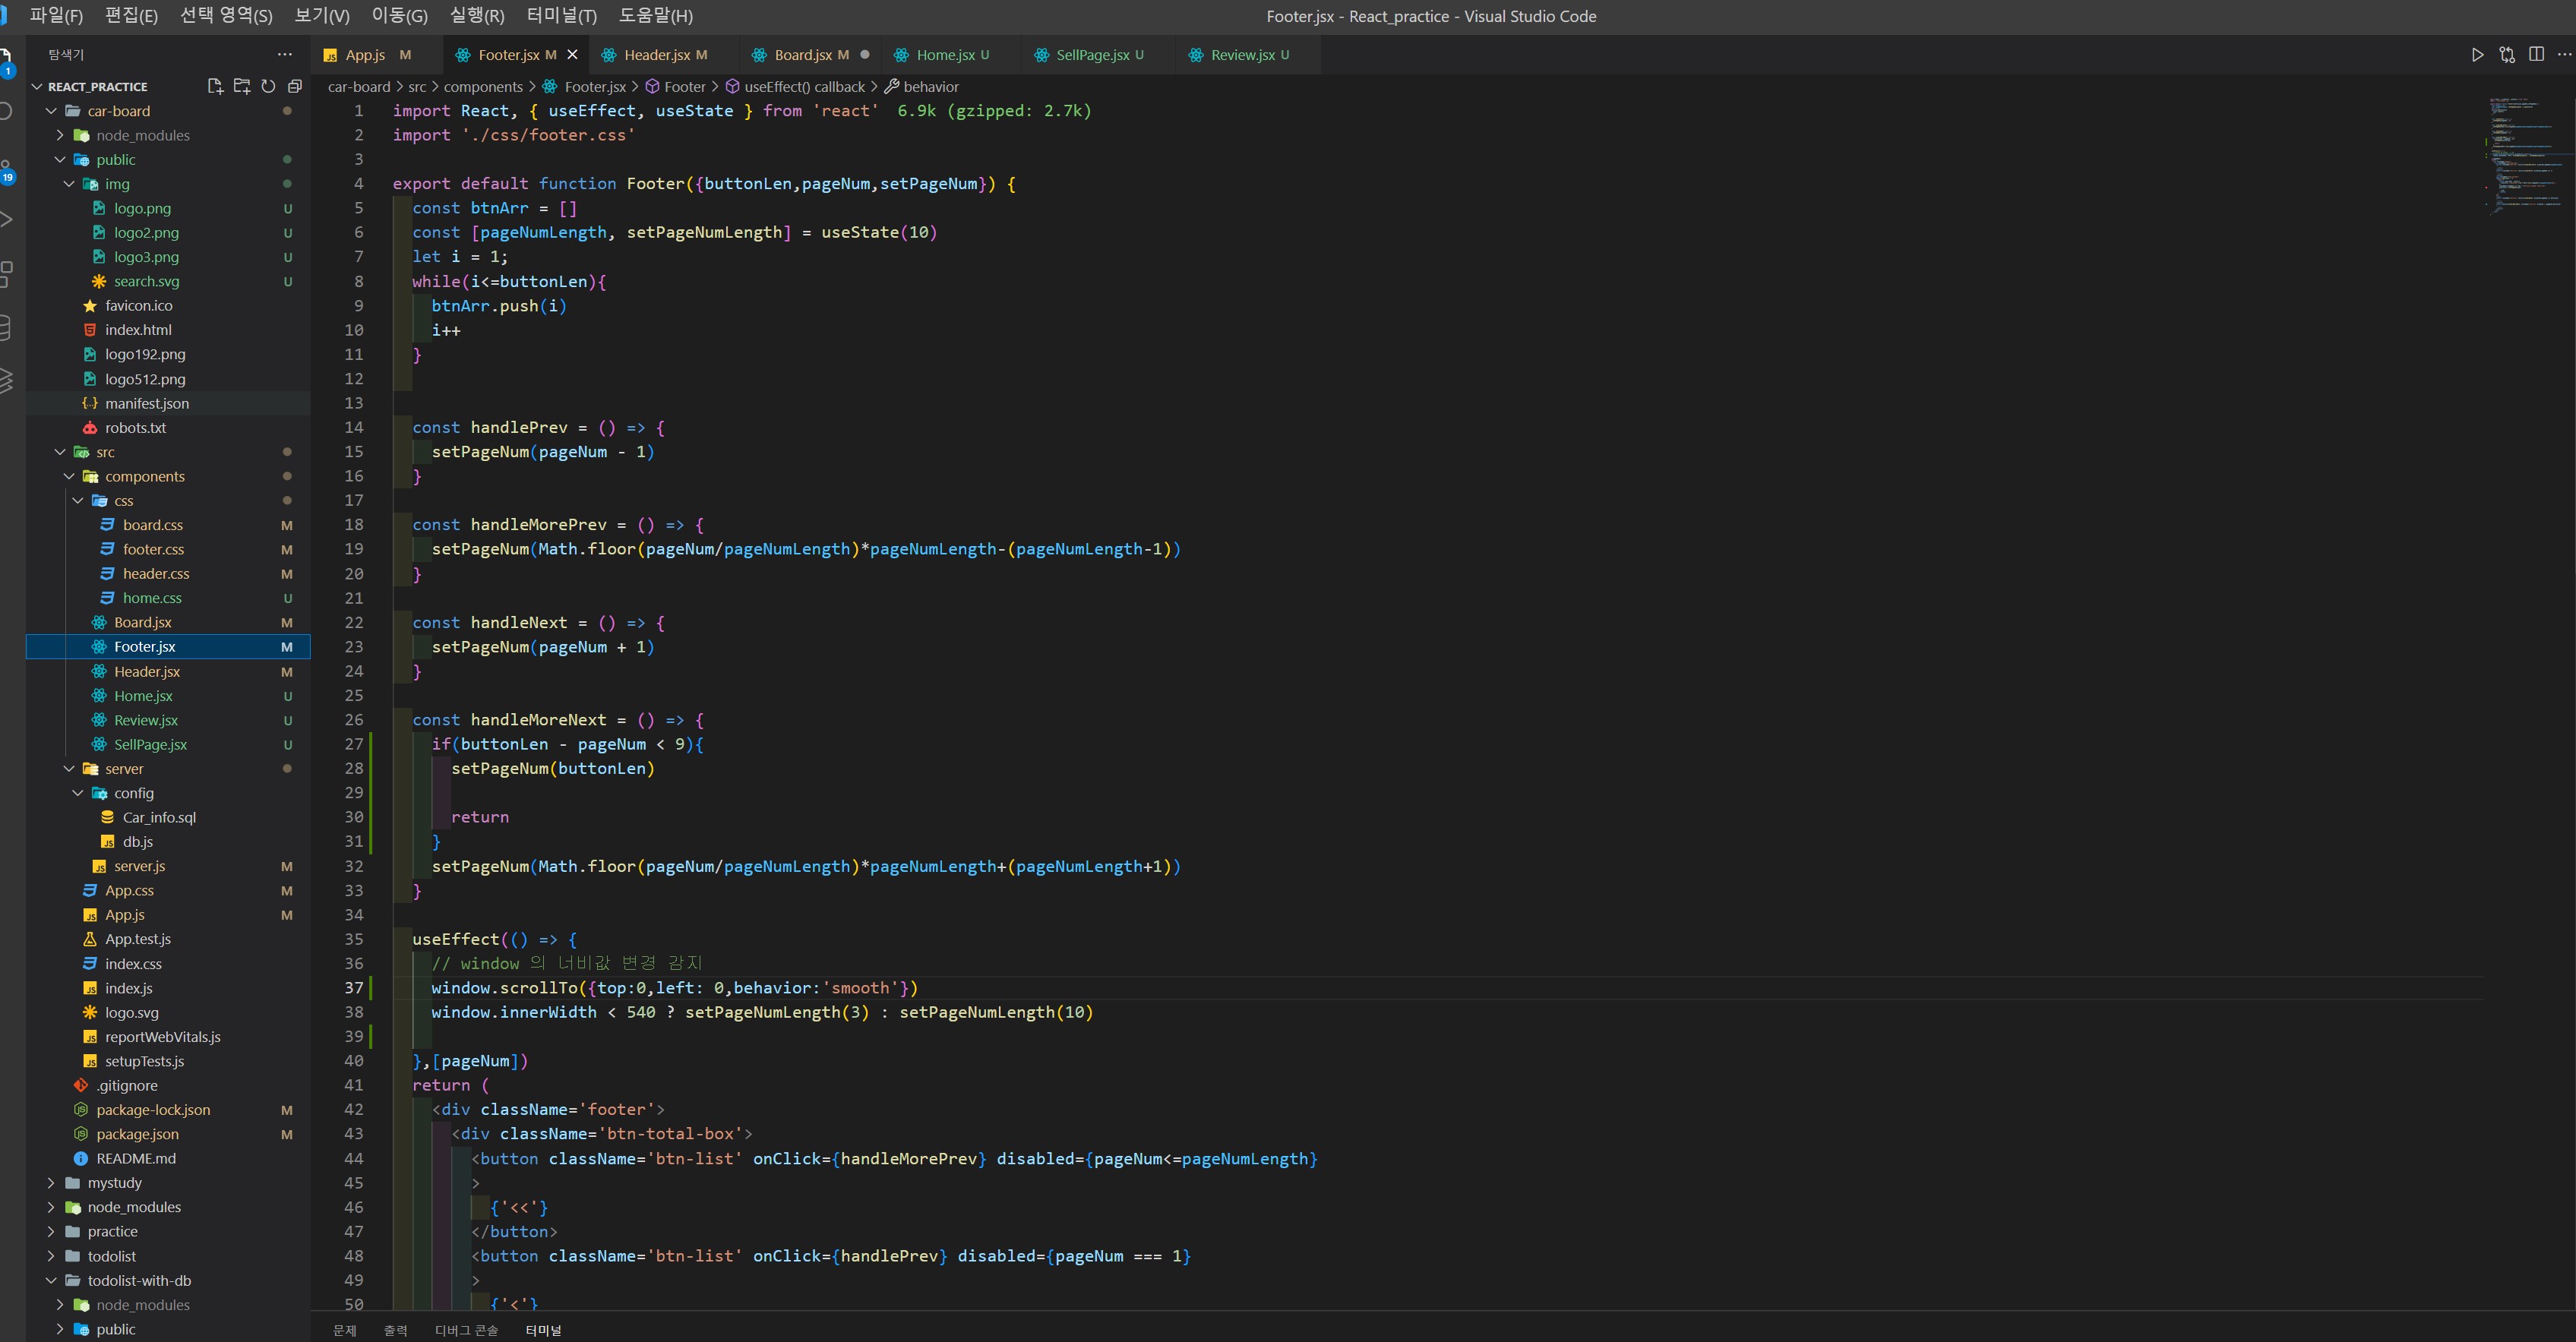 파일(F) 편집(E) 선택 영역(S) 보기(V) 이동(G) 실행(R) 터미널(T) 도움말(H)
Footer.jsx - React_practice - Visual Studio Code
탐색기 ···
1
19
REACT_PRACTICE
car-board
node_modules
public
img
logo.png U
logo2.png U
logo3.png U
search.svg U
favicon.ico
index.html
logo192.png
logo512.png
manifest.json
robots.txt
src
components
css
board.css M
footer.css M
header.css M
home.css U
Board.jsx M
Footer.jsx M
Header.jsx M
Home.jsx U
Review.jsx U
SellPage.jsx U
server
config
Car_info.sql
db.js
server.js M
App.css M
App.js M
App.test.js
index.css
index.js
logo.svg
reportWebVitals.js
setupTests.js
.gitignore
package-lock.json M
package.json M
README.md
mystudy
node_modules
practice
todolist
todolist-with-db
node_modules
public
App.js M Footer.jsx M Header.jsx M Board.jsx M Home.jsx U SellPage.jsx U Review.jsx U
car-board > src > components > Footer.jsx > Footer > useEffect() callback > behavior
1 import React, { useEffect, useState } from 'react' 6.9k (gzipped: 2.7k)
2 import './css/footer.css'
3
4 export default function Footer({buttonLen,pageNum,setPageNum}) {
5 const btnArr = []
6 const [pageNumLength, setPageNumLength] = useState(10)
7 let i = 1;
8 while(i<=buttonLen){
9 btnArr.push(i)
10 i++
11 }
12
13
14 const handlePrev = () => {
15 setPageNum(pageNum - 1)
16 }
17
18 const handleMorePrev = () => {
19 setPageNum(Math.floor(pageNum/pageNumLength)*pageNumLength-(pageNumLength-1))
20 }
21
22 const handleNext = () => {
23 setPageNum(pageNum + 1)
24 }
25
26 const handleMoreNext = () => {
27 if(buttonLen - pageNum < 9){
28 setPageNum(buttonLen)
29
30 return
31 }
32 setPageNum(Math.floor(pageNum/pageNumLength)*pageNumLength+(pageNumLength+1))
33 }
34
35 useEffect(() => {
36 // window 의 너비값 변경 감지
37 window.scrollTo({top:0,left: 0,behavior:'smooth'})
38 window.innerWidth < 540 ? setPageNumLength(3) : setPageNumLength(10)
39
40 },[pageNum])
41 return (
42 <div className='footer'>
43 <div className='btn-total-box'>
44 <button className='btn-list' onClick={handleMorePrev} disabled={pageNum<=pageNumLength}
45 >
46 {'<<'}
47 </button>
48 <button className='btn-list' onClick={handlePrev} disabled={pageNum === 1}
49 >
50 {'<'}
문제 출력 디버그 콘솔 터미널